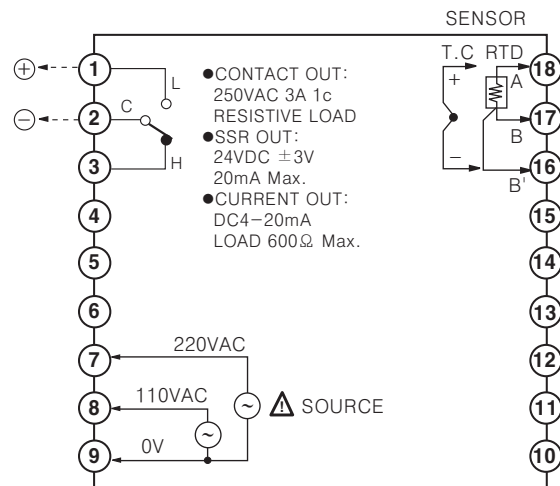 SENSOR
T.C RTD
⊕ 1 L
⊖ 2 C
3 H
4
5
6
7 220VAC
8 110VAC
9 0V
●CONTACT OUT:
250VAC 3A 1c
RESISTIVE LOAD
●SSR OUT:
24VDC ±3V
20mA Max.
●CURRENT OUT:
DC4-20mA
LOAD 600Ω Max.
~ ⚠ SOURCE
~
+ A 18
B 17
− B' 16
15
14
13
12
11
10